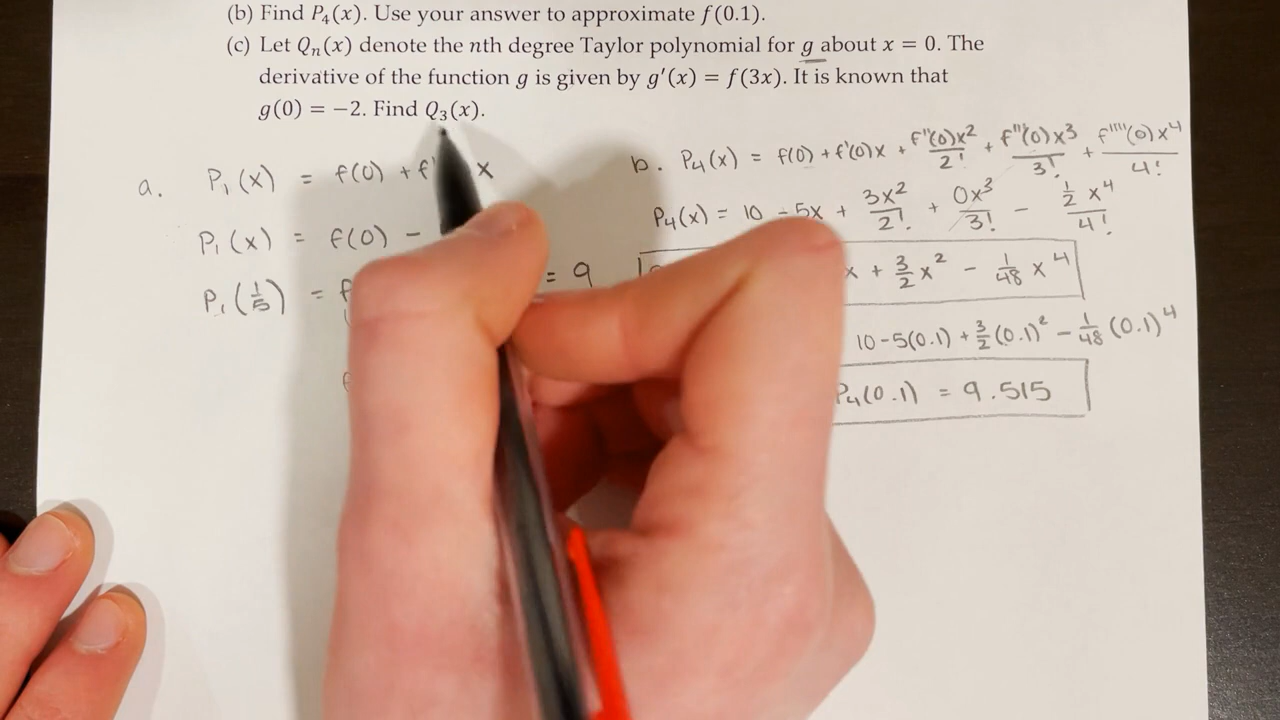 (b) Find P₄(x). Use your answer to approximate f(0.1).
(c) Let Qₙ(x) denote the nth degree Taylor polynomial for g about x = 0. The
derivative of the function g is given by g′(x) = f(3x). It is known that
g(0) = −2. Find Q₃(x).
a. P₁(x) = f(0) + f' x
P₁(x) = f(0) −
P₁(1/5) = f = 9
b. P₄(x) = f(0) + f'(0)x + f''(0)x²/2! + f'''(0)x³/3! + f''''(0)x⁴/4!
P₄(x) = 10 − 5x + 3x²/2! + 0x³/3! − ½ x⁴/4!
x + 3/2 x² − 1/48 x⁴
10 − 5(0.1) + 3/2 (0.1)² − 1/48 (0.1)⁴
P₄(0.1) = 9.515